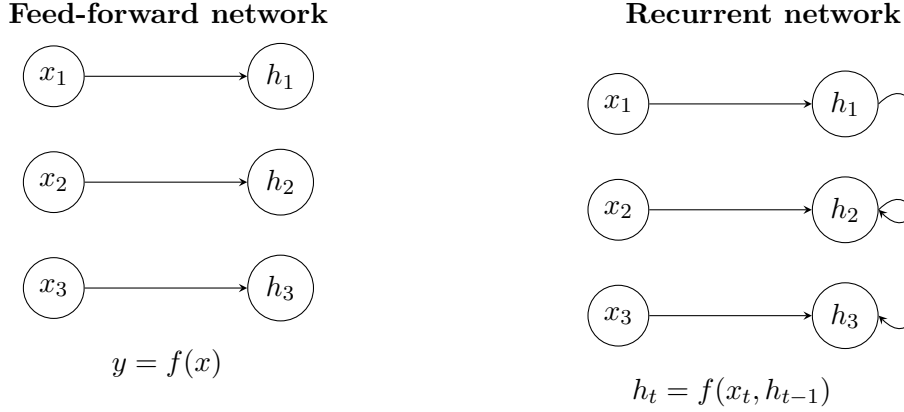 Feed-forward network
x₁ h₁
x₂ h₂
x₃ h₃
y = f(x)
Recurrent network
x₁ h₁
x₂ h₂
x₃ h₃
hₜ = f(xₜ, hₜ₋₁)